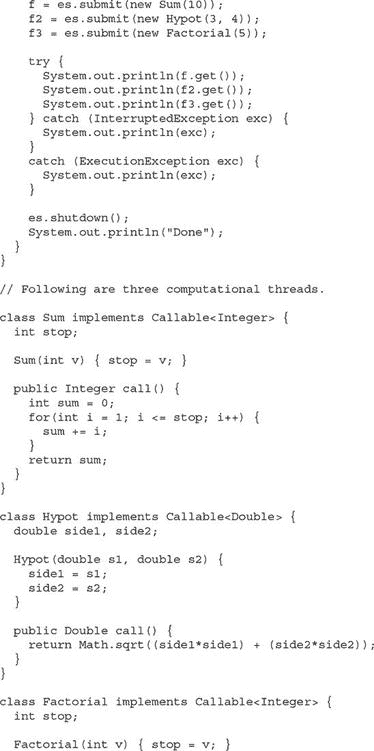 f = es.submit(new Sum(10));
f2 = es.submit(new Hypot(3, 4));
f3 = es.submit(new Factorial(5));

try {
System.out.println(f.get());
System.out.println(f2.get());
System.out.println(f3.get());
} catch (InterruptedException exc) {
System.out.println(exc);
}
catch (ExecutionException exc) {
System.out.println(exc);
}

es.shutdown();
System.out.println("Done");
}
}

// Following are three computational threads.

class Sum implements Callable<Integer> {
int stop;

Sum(int v) { stop = v; }

public Integer call() {
int sum = 0;
for(int i = 1; i <= stop; i++) {
sum += i;
}
return sum;
}
}

class Hypot implements Callable<Double> {
double side1, side2;

Hypot(double s1, double s2) {
side1 = s1;
side2 = s2;
}

public Double call() {
return Math.sqrt((side1*side1) + (side2*side2));
}
}

class Factorial implements Callable<Integer> {
int stop;

Factorial(int v) { stop = v; }